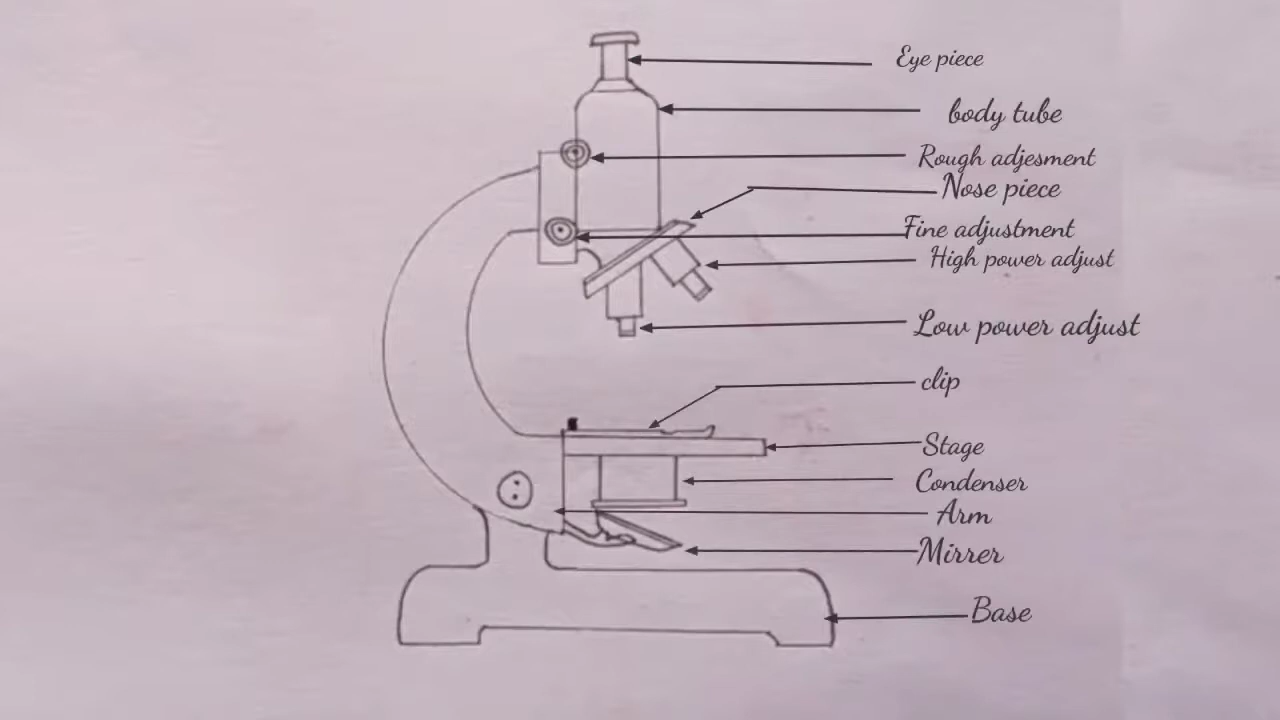 Eye piece
body tube
Rough adjesment
Nose piece
Fine adjustment
High power adjust
Low power adjust
clip
Stage
Condenser
Arm
Mirrer
Base